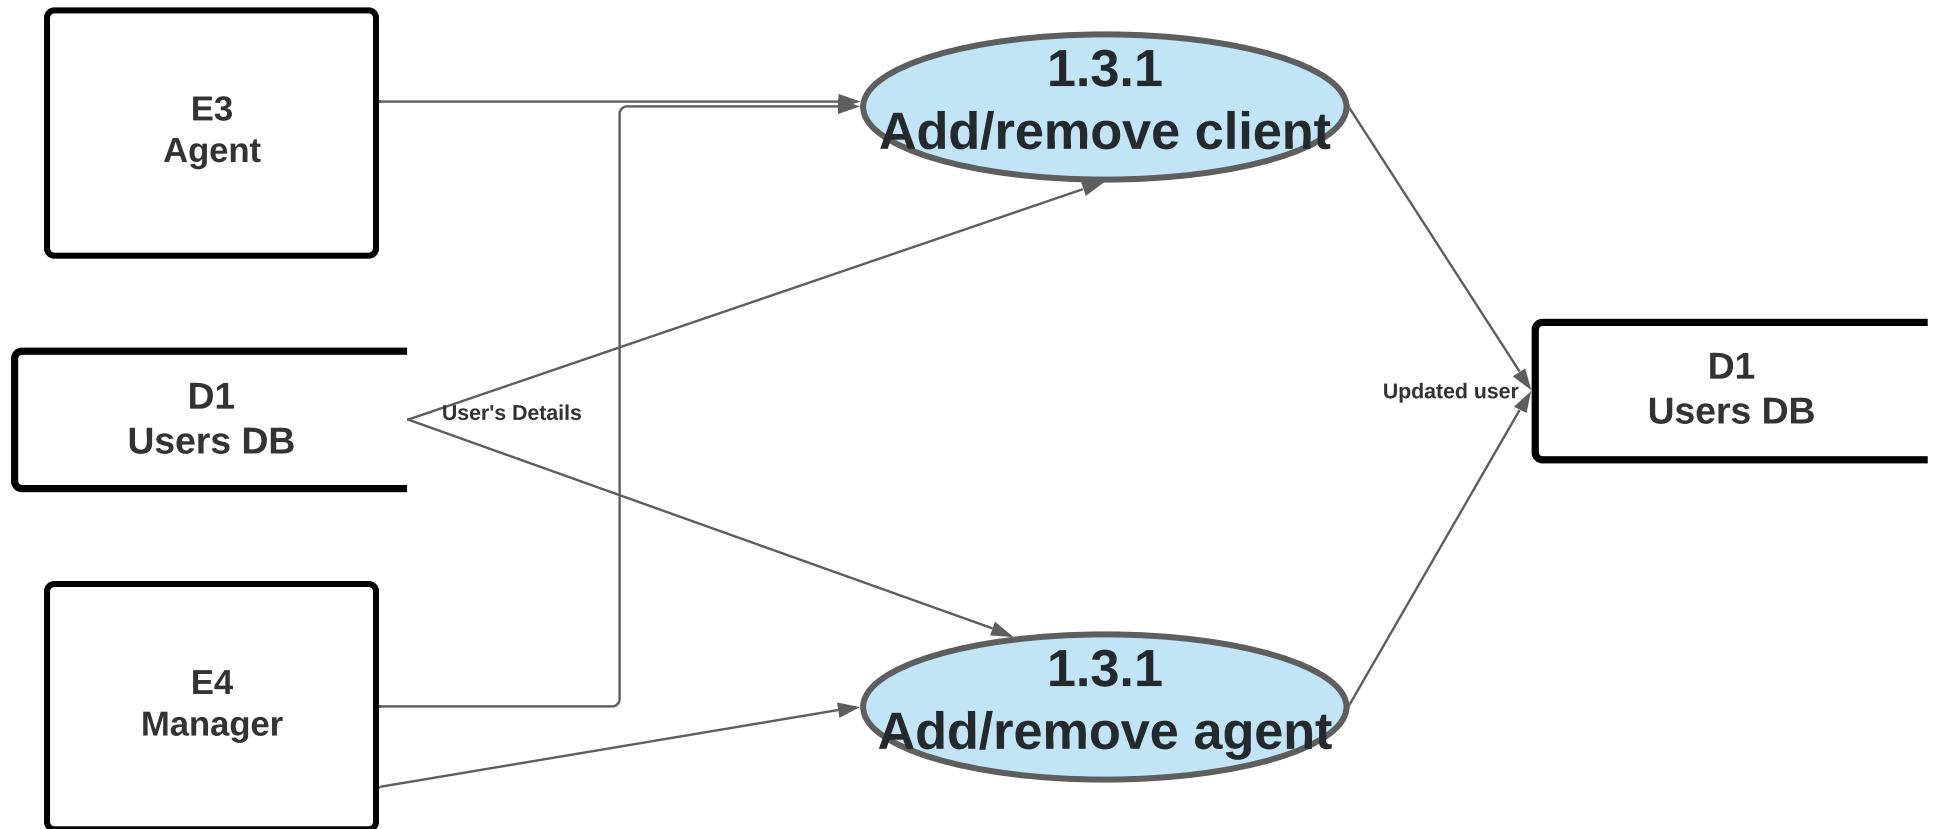 E3
Agent
1.3.1
Add/remove client
D1
Users DB
User's Details
Updated user
D1
Users DB
E4
Manager
1.3.1
Add/remove agent